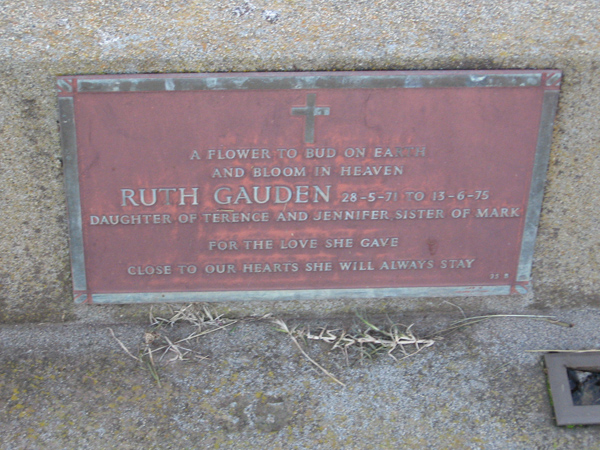 A FLOWER TO BUD ON EARTH
AND BLOOM IN HEAVEN
RUTH GAUDEN 28-5-71 TO 13-6-75
DAUGHTER OF TERENCE AND JENNIFER SISTER OF MARK
FOR THE LOVE SHE GAVE
CLOSE TO OUR HEARTS SHE WILL ALWAYS STAY
35